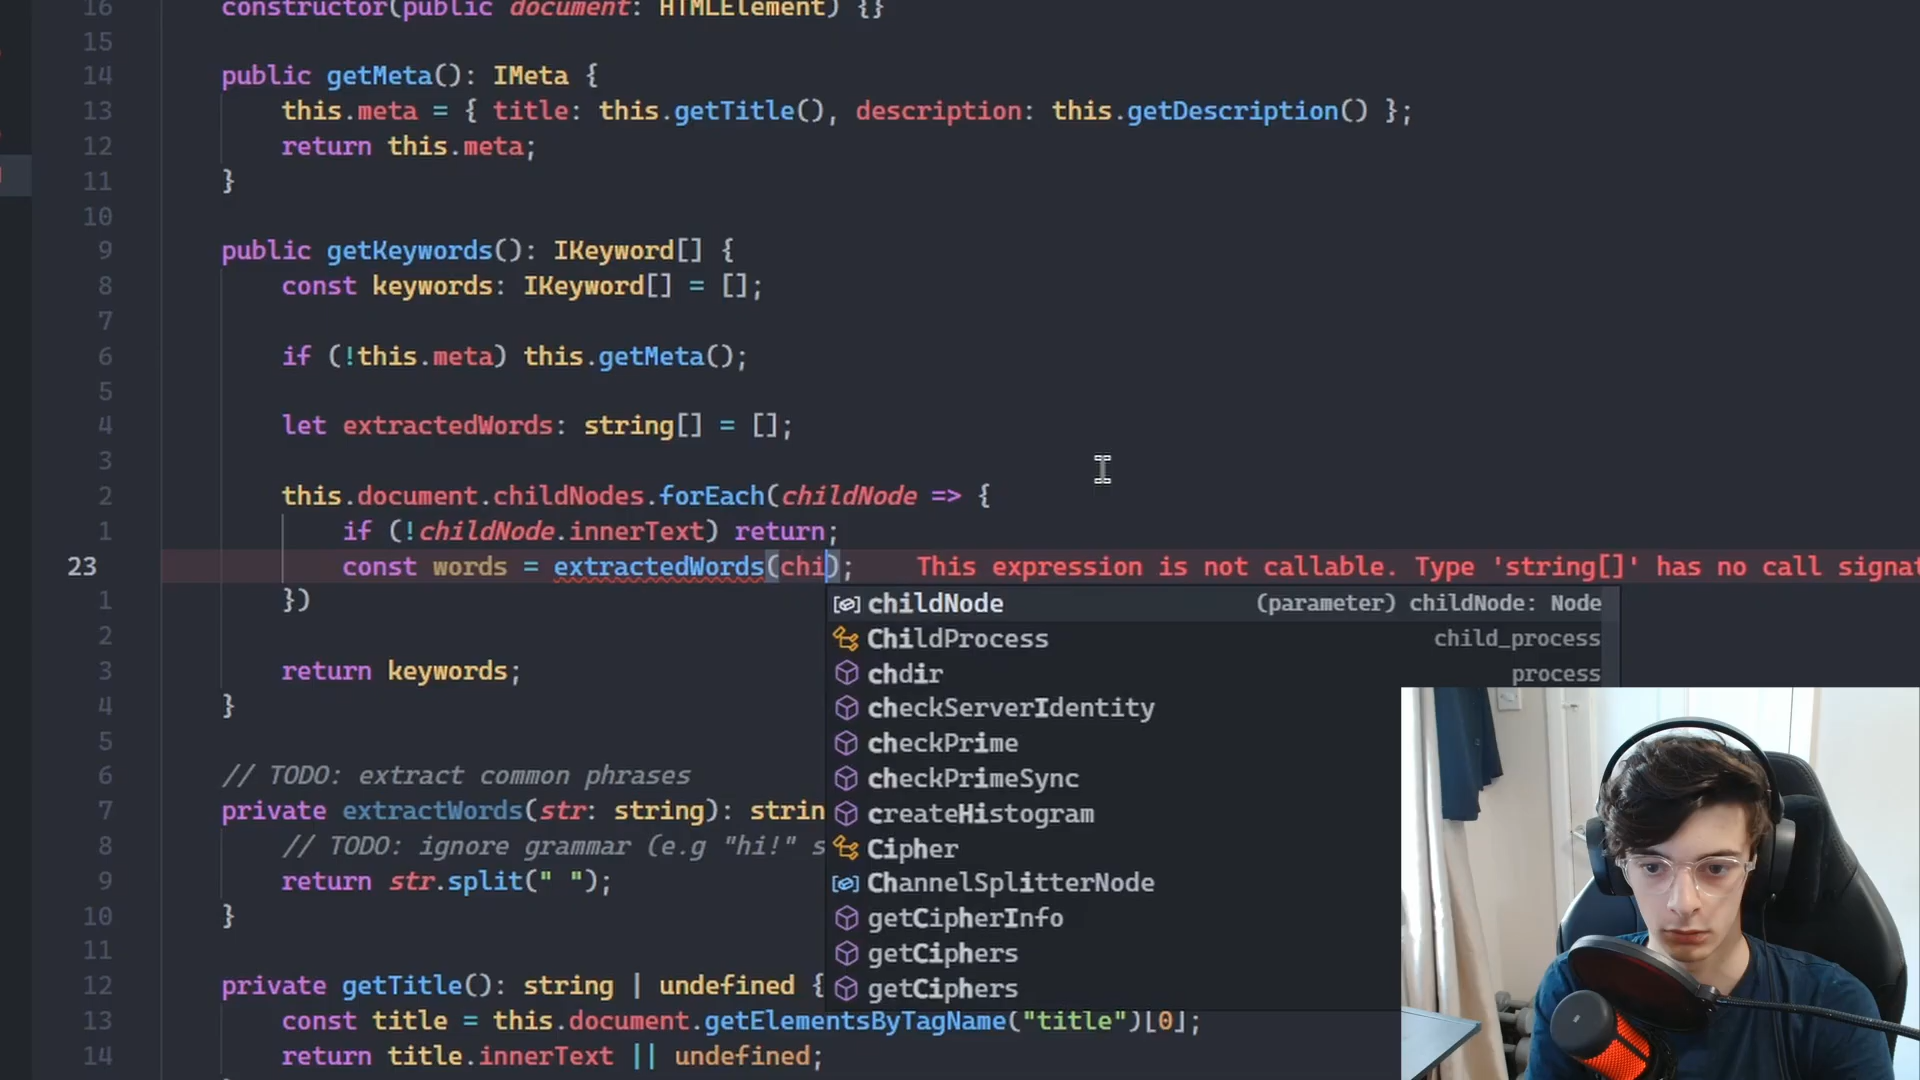 16 constructor(public document: HTMLElement) {}
15
14 public getMeta(): IMeta {
13 this.meta = { title: this.getTitle(), description: this.getDescription() };
12 return this.meta;
11 }
10
9 public getKeywords(): IKeyword[] {
8 const keywords: IKeyword[] = [];
7
6 if (!this.meta) this.getMeta();
5
4 let extractedWords: string[] = [];
3
2 this.document.childNodes.forEach(childNode => {
1 if (!childNode.innerText) return;
23 const words = extractedWords(chi); This expression is not callable. Type 'string[]' has no call signat
childNode (parameter) childNode: Node
ChildProcess child_process
chdir process
checkServerIdentity
checkPrime
checkPrimeSync
createHistogram
Cipher
ChannelSplitterNode
getCipherInfo
getCiphers
getCiphers
1 })
2
3 return keywords;
4 }
5
6 // TODO: extract common phrases
7 private extractWords(str: string): strin
8 // TODO: ignore grammar (e.g "hi!" s
9 return str.split(" ");
10 }
11
12 private getTitle(): string | undefined {
13 const title = this.document.getElementsByTagName("title")[0];
14 return title.innerText || undefined;